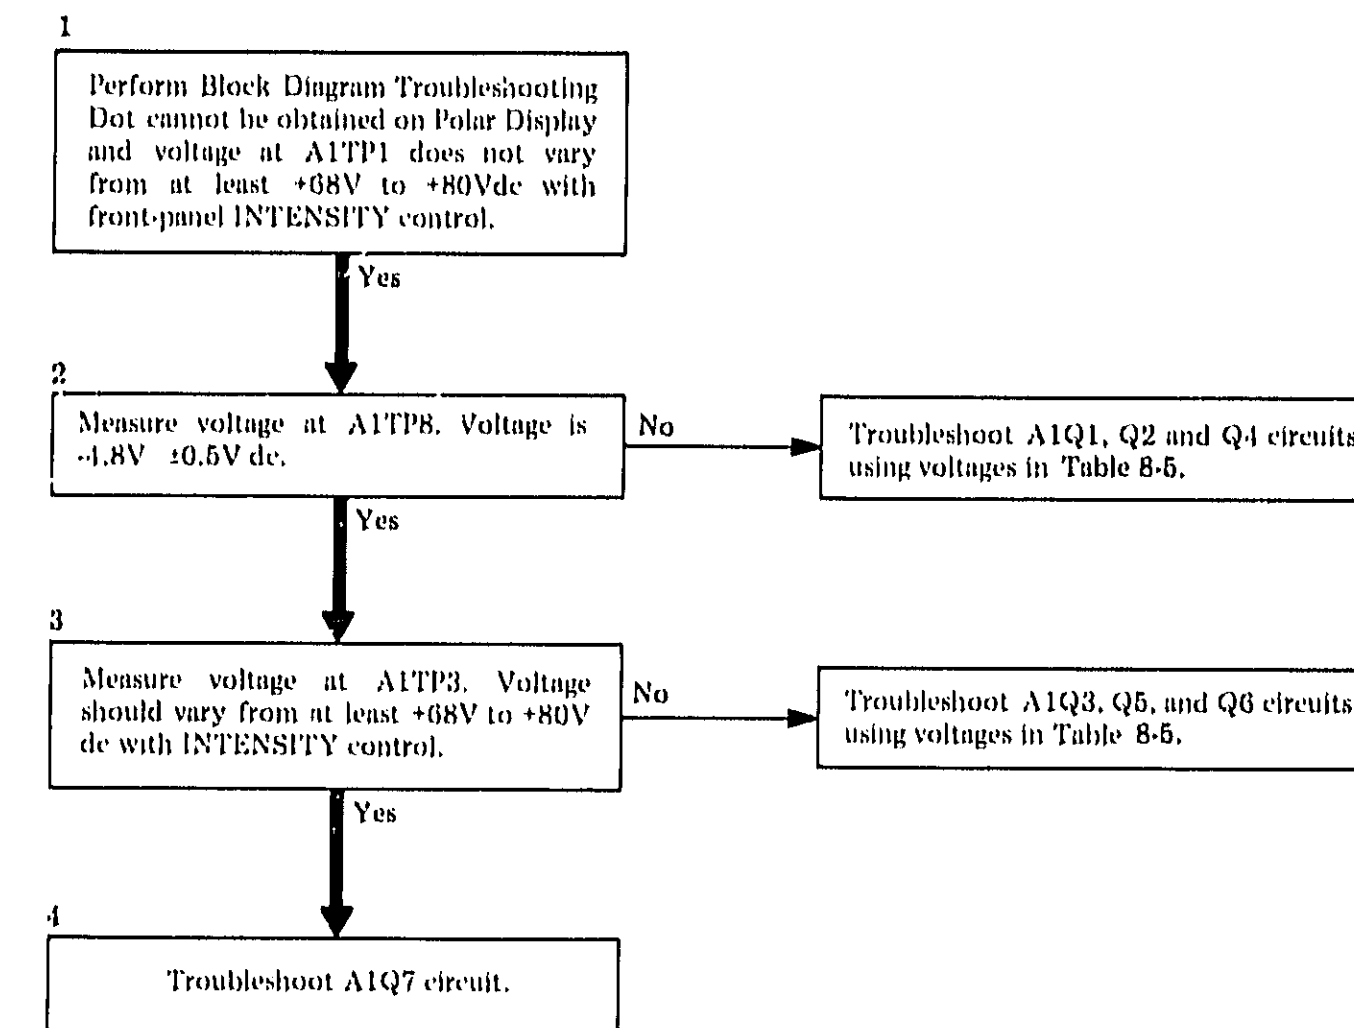 1
Perform Block Diagram Troubleshooting
Dot cannot be obtained on Polar Display
and voltage at A1TP1 does not vary
from at least +68V to +80Vdc with
front-panel INTENSITY control.
Yes
2
Measure voltage at A1TP8. Voltage is
±0.5V dc.
No
Troubleshoot A1Q1, Q2 and Q4 circuits
using voltages in Table 8-5.
Yes
3
Measure voltage at A1TP3. Voltage
should vary from at least +68V to +80V
dc with INTENSITY control.
No
Troubleshoot A1Q3, Q5, and Q6 circuits
using voltages in Table 8-5.
Yes
4
Troubleshoot A1Q7 circuit.